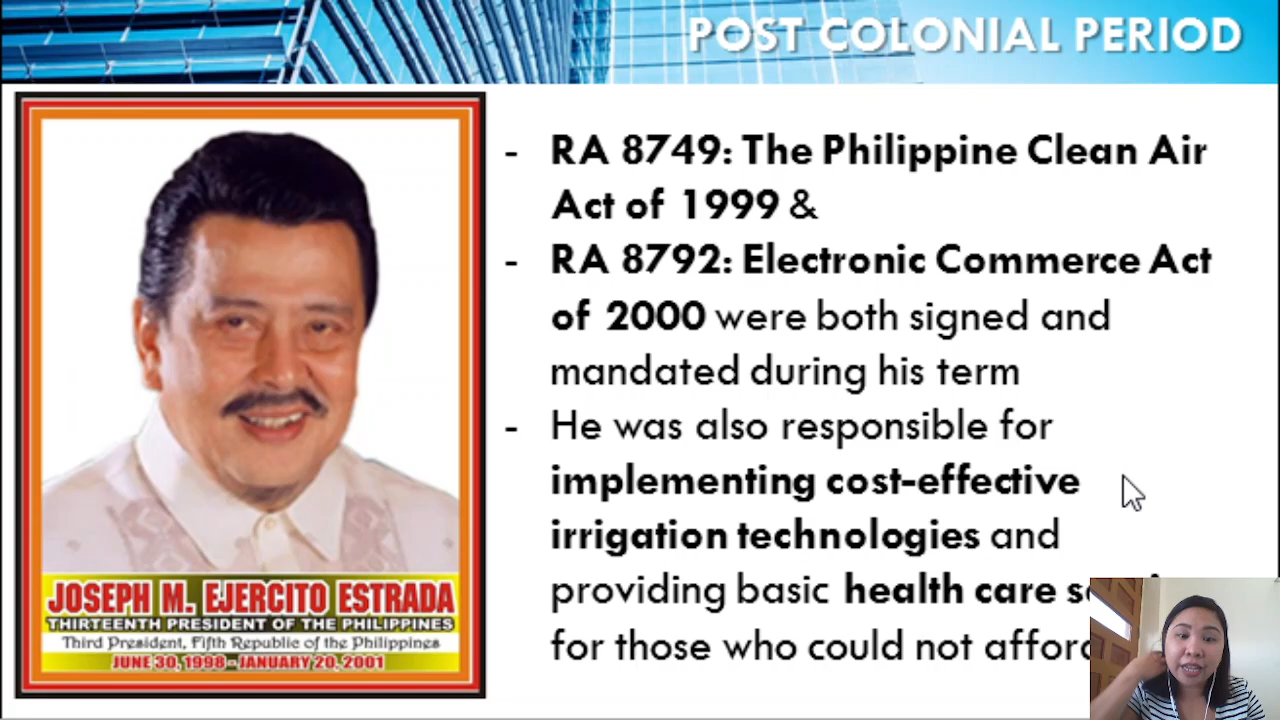 POST COLONIAL PERIOD
- RA 8749: The Philippine Clean Air
Act of 1999 &
- RA 8792: Electronic Commerce Act
of 2000 were both signed and
mandated during his term
- He was also responsible for
implementing cost-effective
irrigation technologies and
providing basic health care
for those who could not
JOSEPH M. EJERCITO ESTRADA
THIRTEENTH PRESIDENT OF THE PHILIPPINES
Third President, Fifth Republic of the Philippines
JUNE 30, 1998 - JANUARY 20, 2001